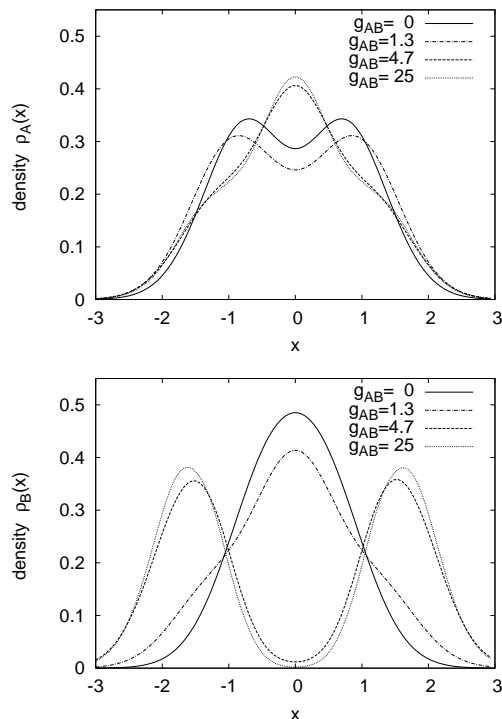 density ρA(x)
0.5
0.4
0.3
0.2
0.1
0
gAB= 0
gAB=1.3
gAB=4.7
gAB= 25
-3 -2 -1 0 1 2 3
x
density ρB(x)
0.5
0.4
0.3
0.2
0.1
0
gAB= 0
gAB=1.3
gAB=4.7
gAB= 25
-3 -2 -1 0 1 2 3
x